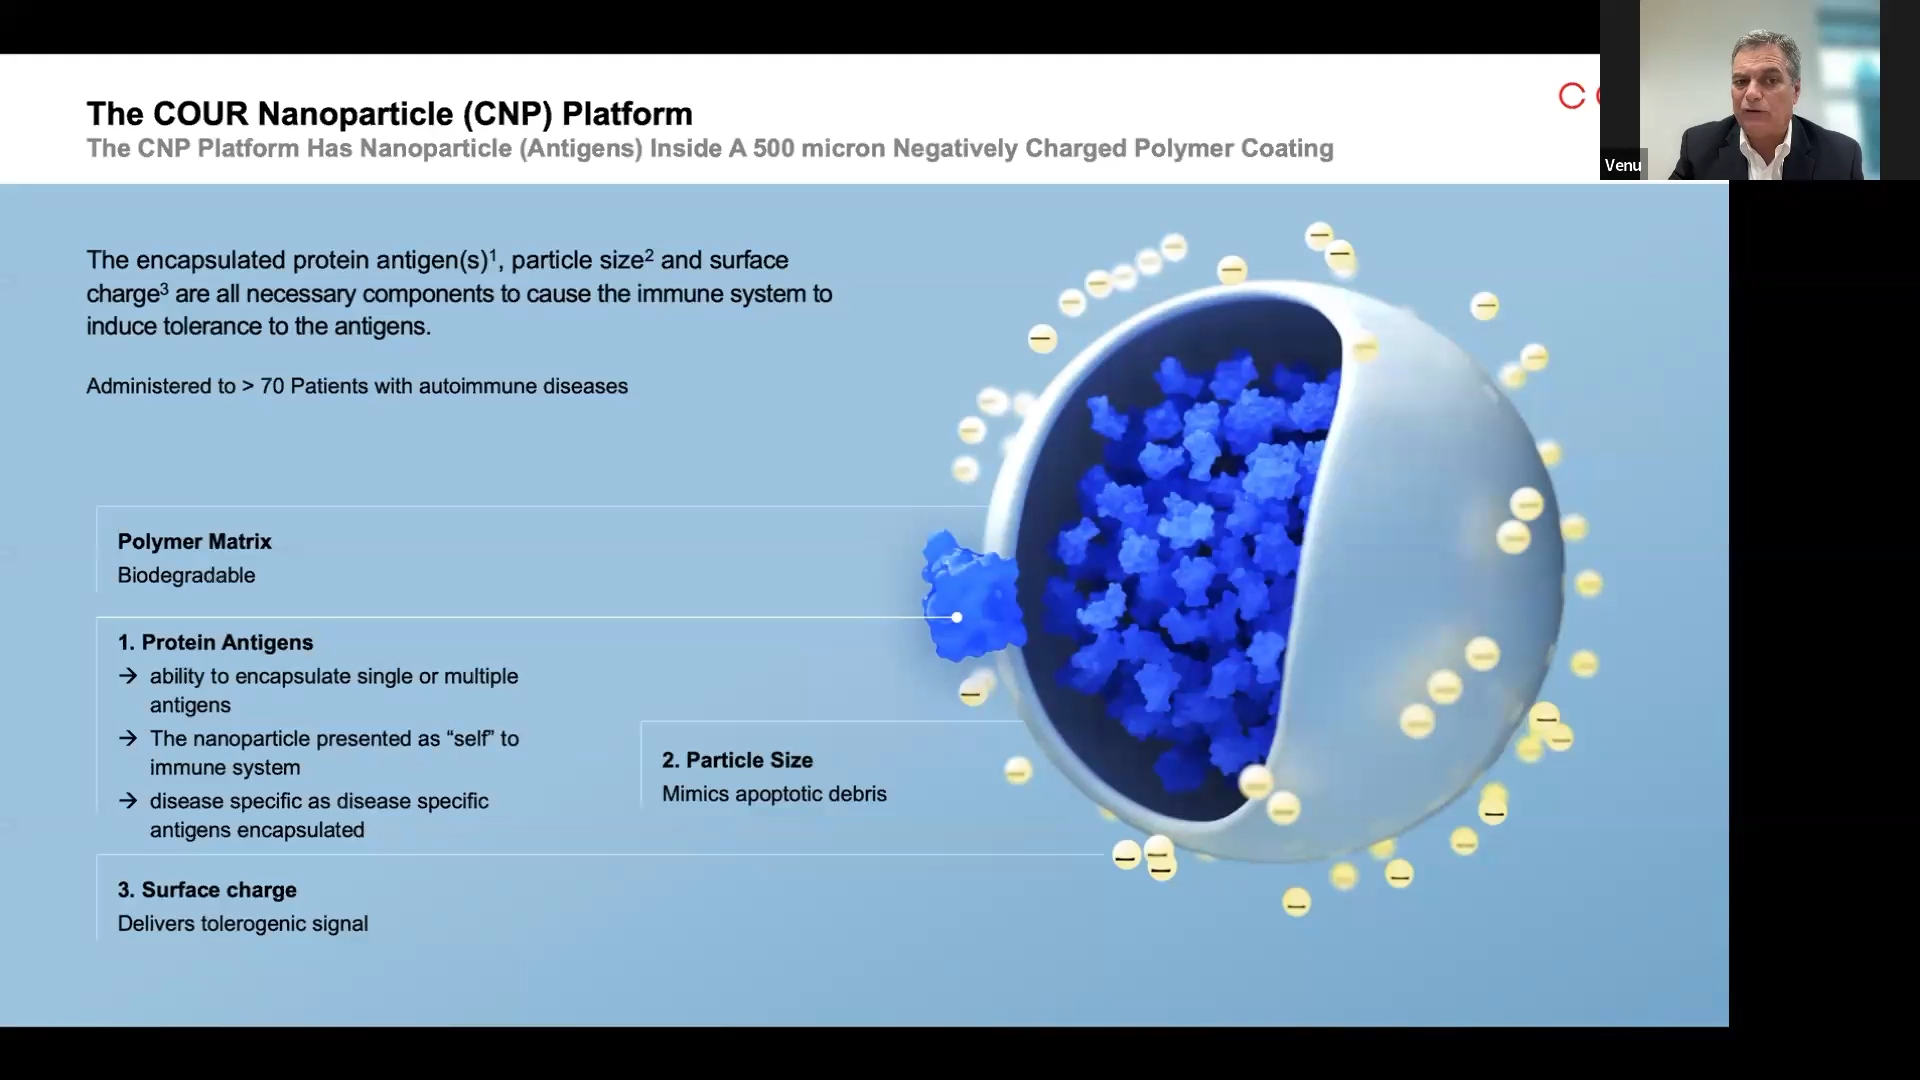 The COUR Nanoparticle (CNP) Platform
The CNP Platform Has Nanoparticle (Antigens) Inside A 500 micron Negatively Charged Polymer Coating
Venu
The encapsulated protein antigen(s)¹, particle size² and surface
charge³ are all necessary components to cause the immune system to
induce tolerance to the antigens.
Administered to > 70 Patients with autoimmune diseases
Polymer Matrix
Biodegradable
1. Protein Antigens
→ ability to encapsulate single or multiple
antigens
→ The nanoparticle presented as “self” to
immune system
→ disease specific as disease specific
antigens encapsulated
2. Particle Size
Mimics apoptotic debris
3. Surface charge
Delivers tolerogenic signal